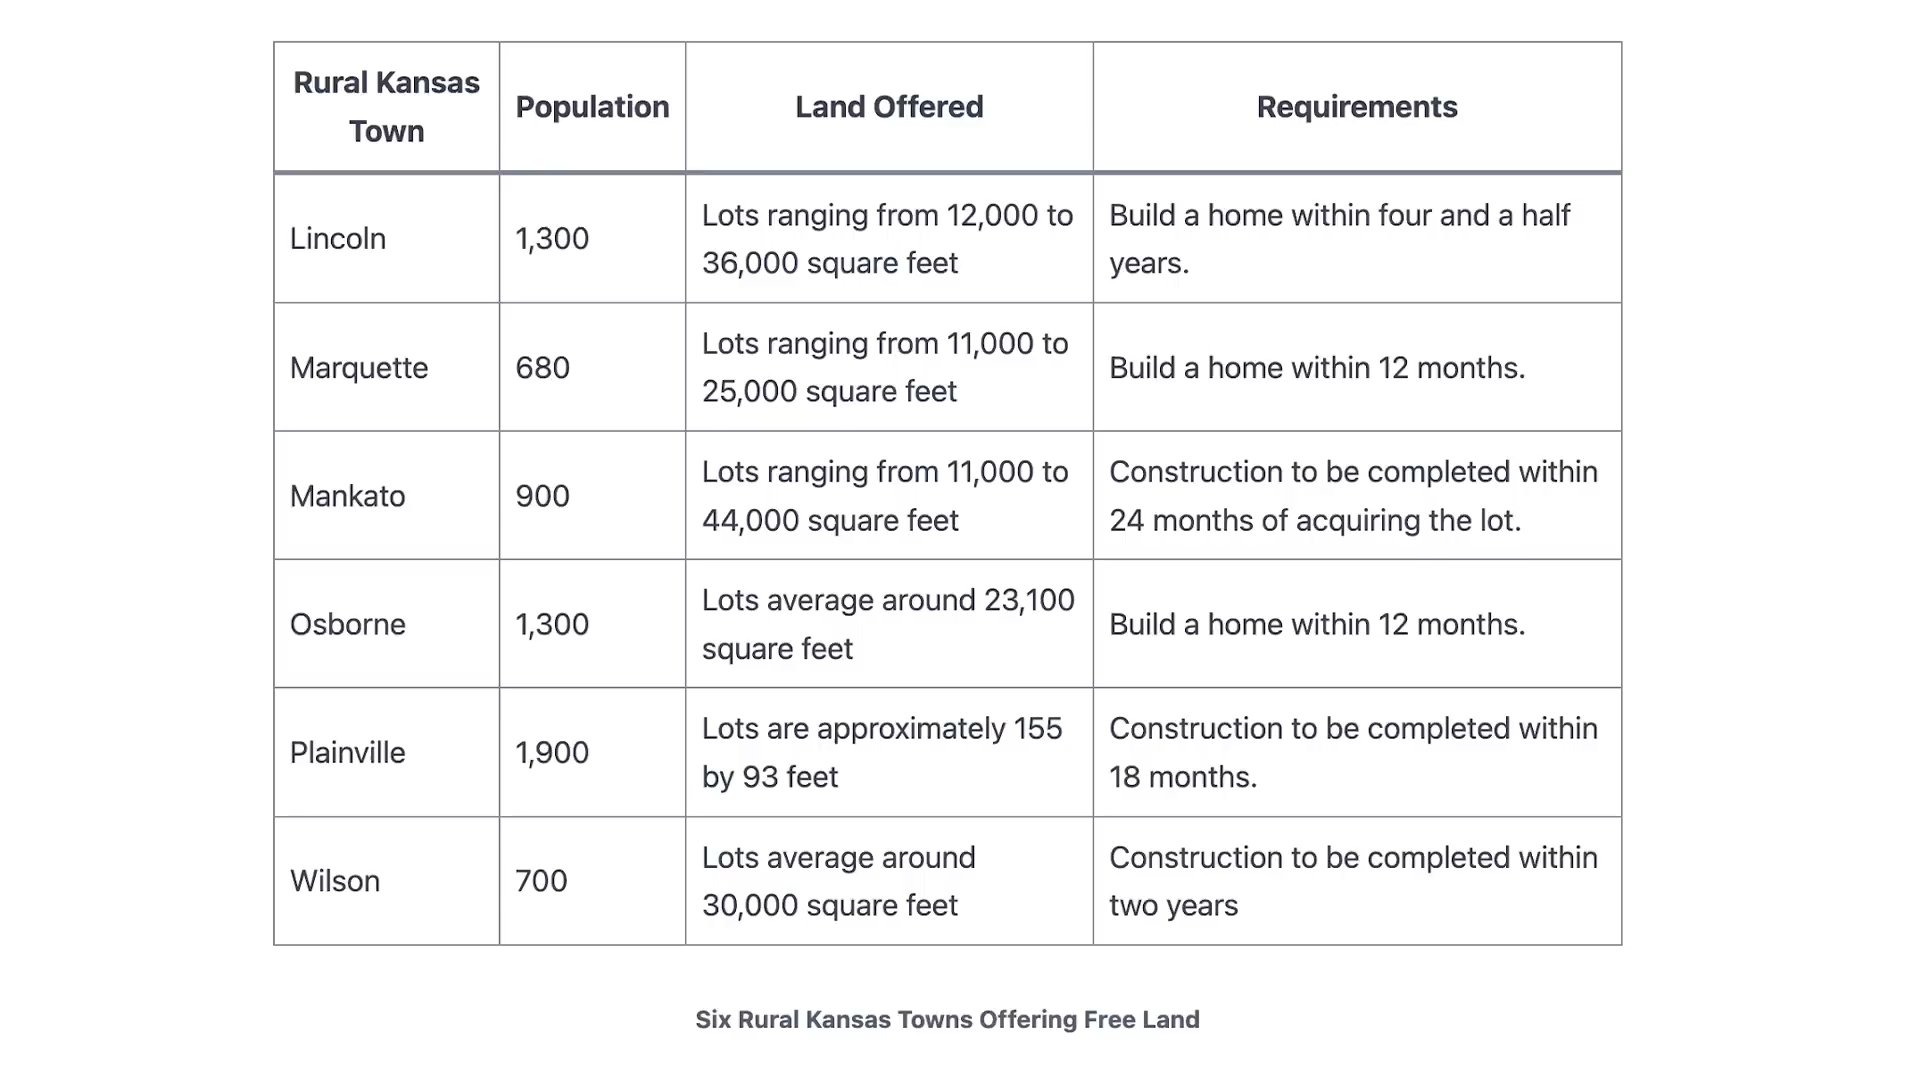 Rural Kansas
Town
Population
Land Offered
Requirements
Lincoln
1,300
Lots ranging from 12,000 to
36,000 square feet
Build a home within four and a half
years.
Marquette
680
Lots ranging from 11,000 to
25,000 square feet
Build a home within 12 months.
Mankato
900
Lots ranging from 11,000 to
44,000 square feet
Construction to be completed within
24 months of acquiring the lot.
Osborne
1,300
Lots average around 23,100
square feet
Build a home within 12 months.
Plainville
1,900
Lots are approximately 155
by 93 feet
Construction to be completed within
18 months.
Wilson
700
Lots average around
30,000 square feet
Construction to be completed within
two years
Six Rural Kansas Towns Offering Free Land